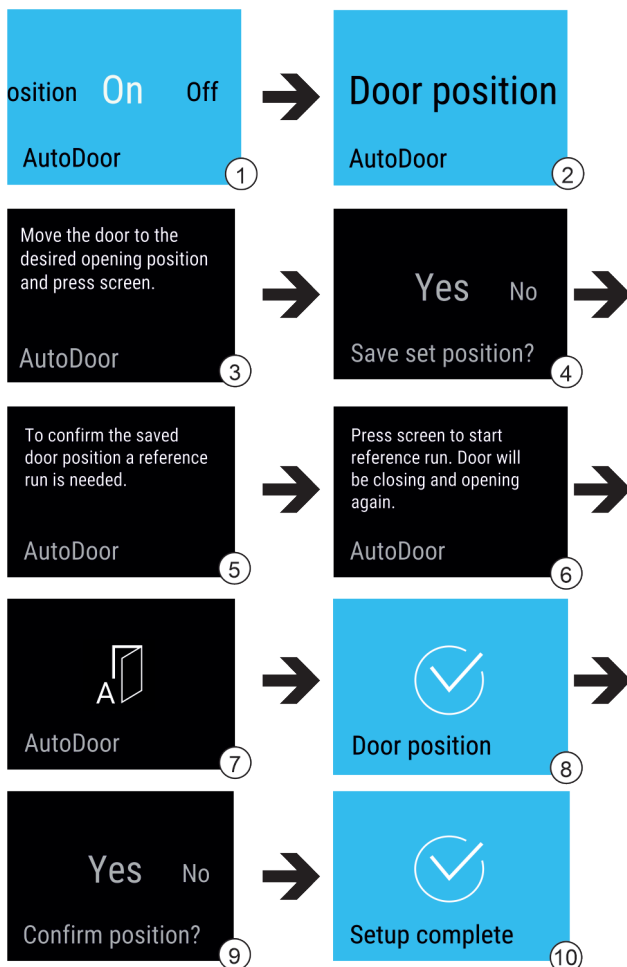 osition On Off
AutoDoor
1
Door position
AutoDoor
2
Move the door to the
desired opening position
and press screen.
AutoDoor
3
Yes No
Save set position?
4
To confirm the saved
door position a reference
run is needed.
AutoDoor
5
Press screen to start
reference run. Door will
be closing and opening
again.
AutoDoor
6
A
AutoDoor
7
Door position
8
Yes No
Confirm position?
9
Setup complete
10